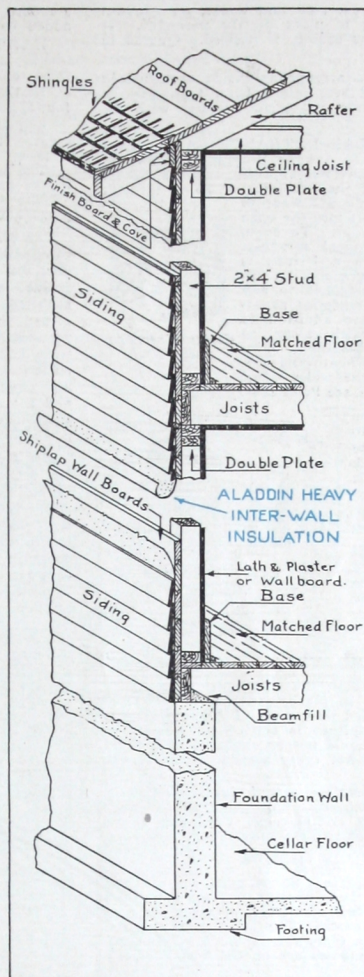 Shingles
Roof Boards
Rafter
Ceiling Joist
Double Plate
Finish Board & Cove
2"x4" Stud
Siding
Base
Matched Floor
Joists
Double Plate
Shiplap Wall Boards
ALADDIN HEAVY
INTER-WALL
INSULATION
Lath & Plaster
or Wall board.
Base
Siding
Matched Floor
Joists
Beamfill
Foundation Wall
Cellar Floor
Footing